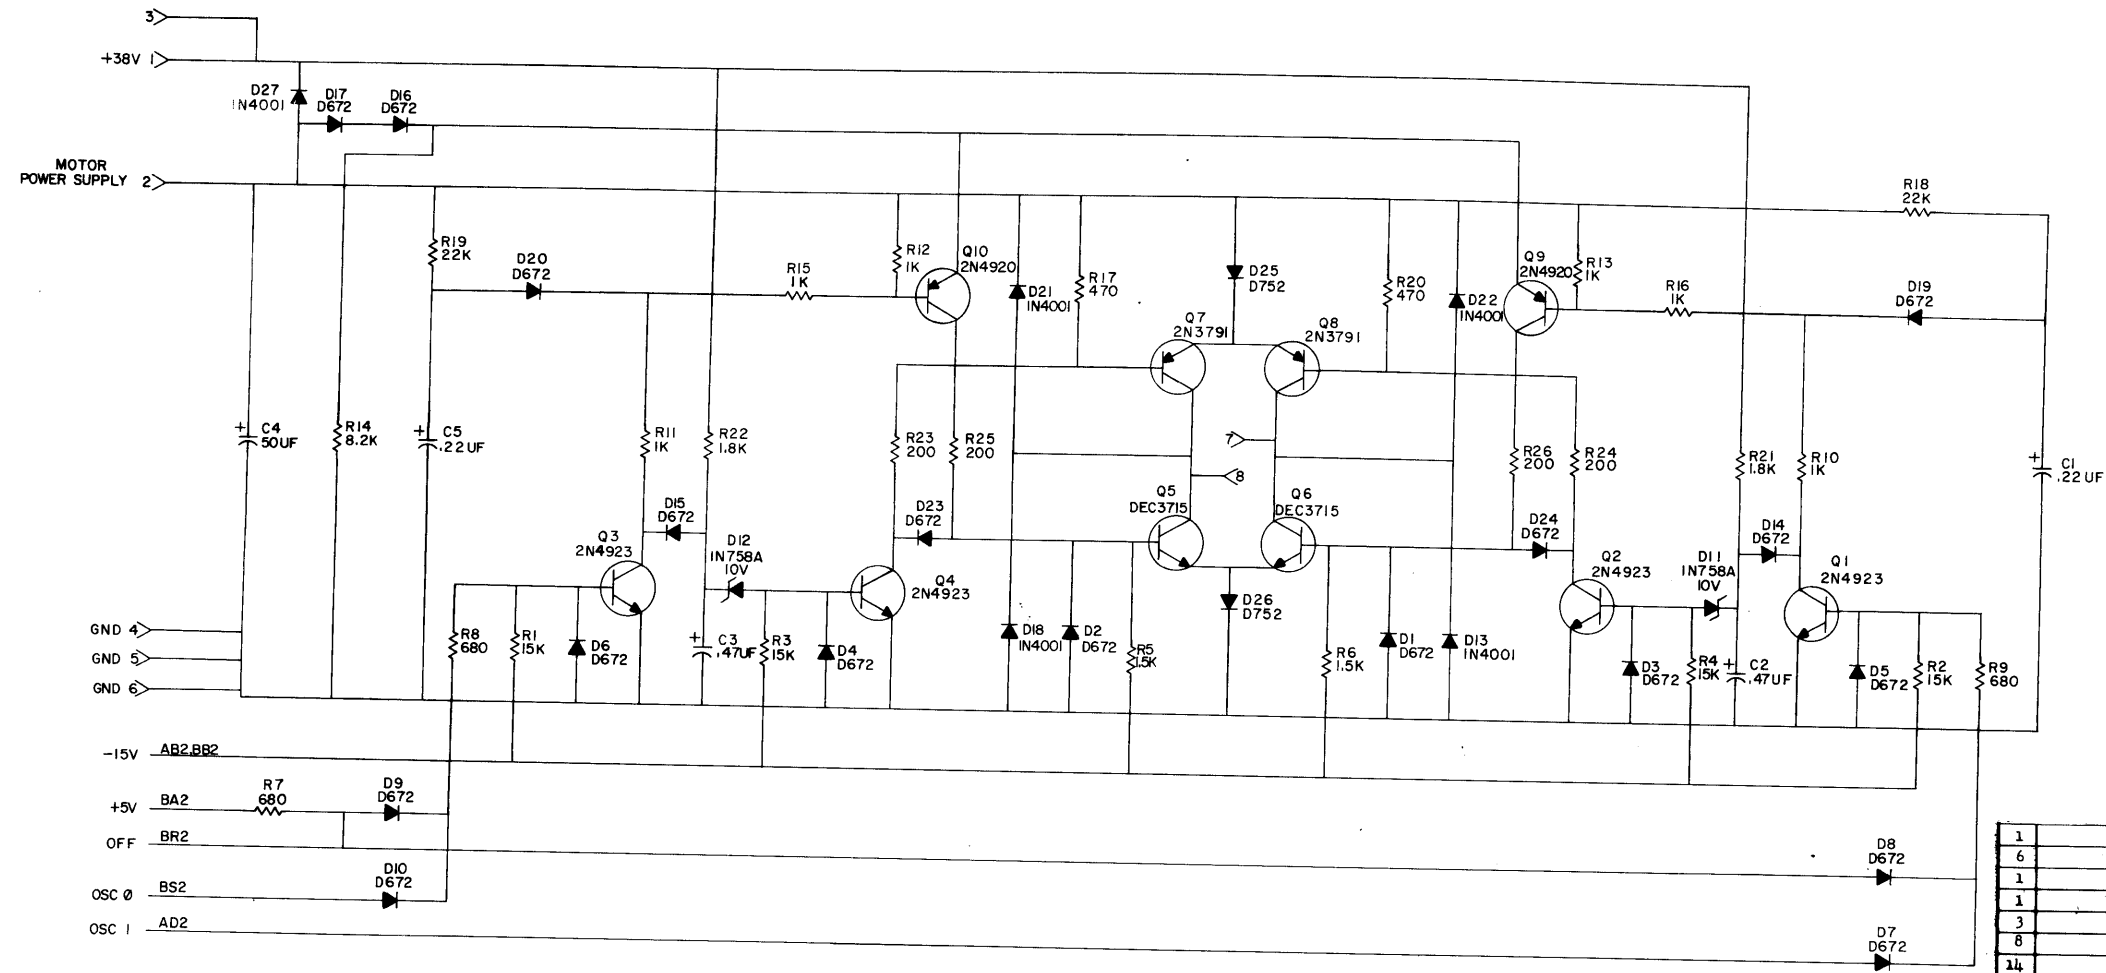 3
+38V 1
D27
1N4001
D17
D672
D16
D672
MOTOR
POWER SUPPLY 2
R18
22K
R19
22K
D20
D672
R15
1K
R12
1K
Q10
2N4920
D21
1N4001
R17
470
D25
D752
R20
470
D22
1N4001
Q9
2N4920
R13
1K
R16
1K
D19
D672
Q7
2N3791
Q8
2N3791
C4
50UF
R14
8.2K
C5
.22UF
R11
1K
R22
1.8K
R23
200
R25
200
7
8
R26
200
R24
200
R21
1.8K
R10
1K
C1
.22UF
Q5
DEC3715
Q6
DEC3715
D15
D672
D23
D672
D24
D672
D14
D672
Q3
2N4923
D12
1N758A
10V
Q4
2N4923
Q2
2N4923
D11
1N758A
10V
Q1
2N4923
D26
D752
GND 4
GND 5
GND 6
R8
680
R1
15K
D6
D672
C3
.47UF
R3
15K
D4
D672
D18
1N4001
D2
D672
R5
1.5K
R6
1.5K
D1
D672
D13
1N4001
D3
D672
R4
15K
C2
.47UF
D5
D672
R2
15K
R9
680
-15V AB2,BB2
+5V BA2
R7
680
D9
D672
OFF BR2
D8
D672
OSC 0 BS2
D10
D672
OSC 1 AD2
D7
D672
1
6
1
1
3
8
14